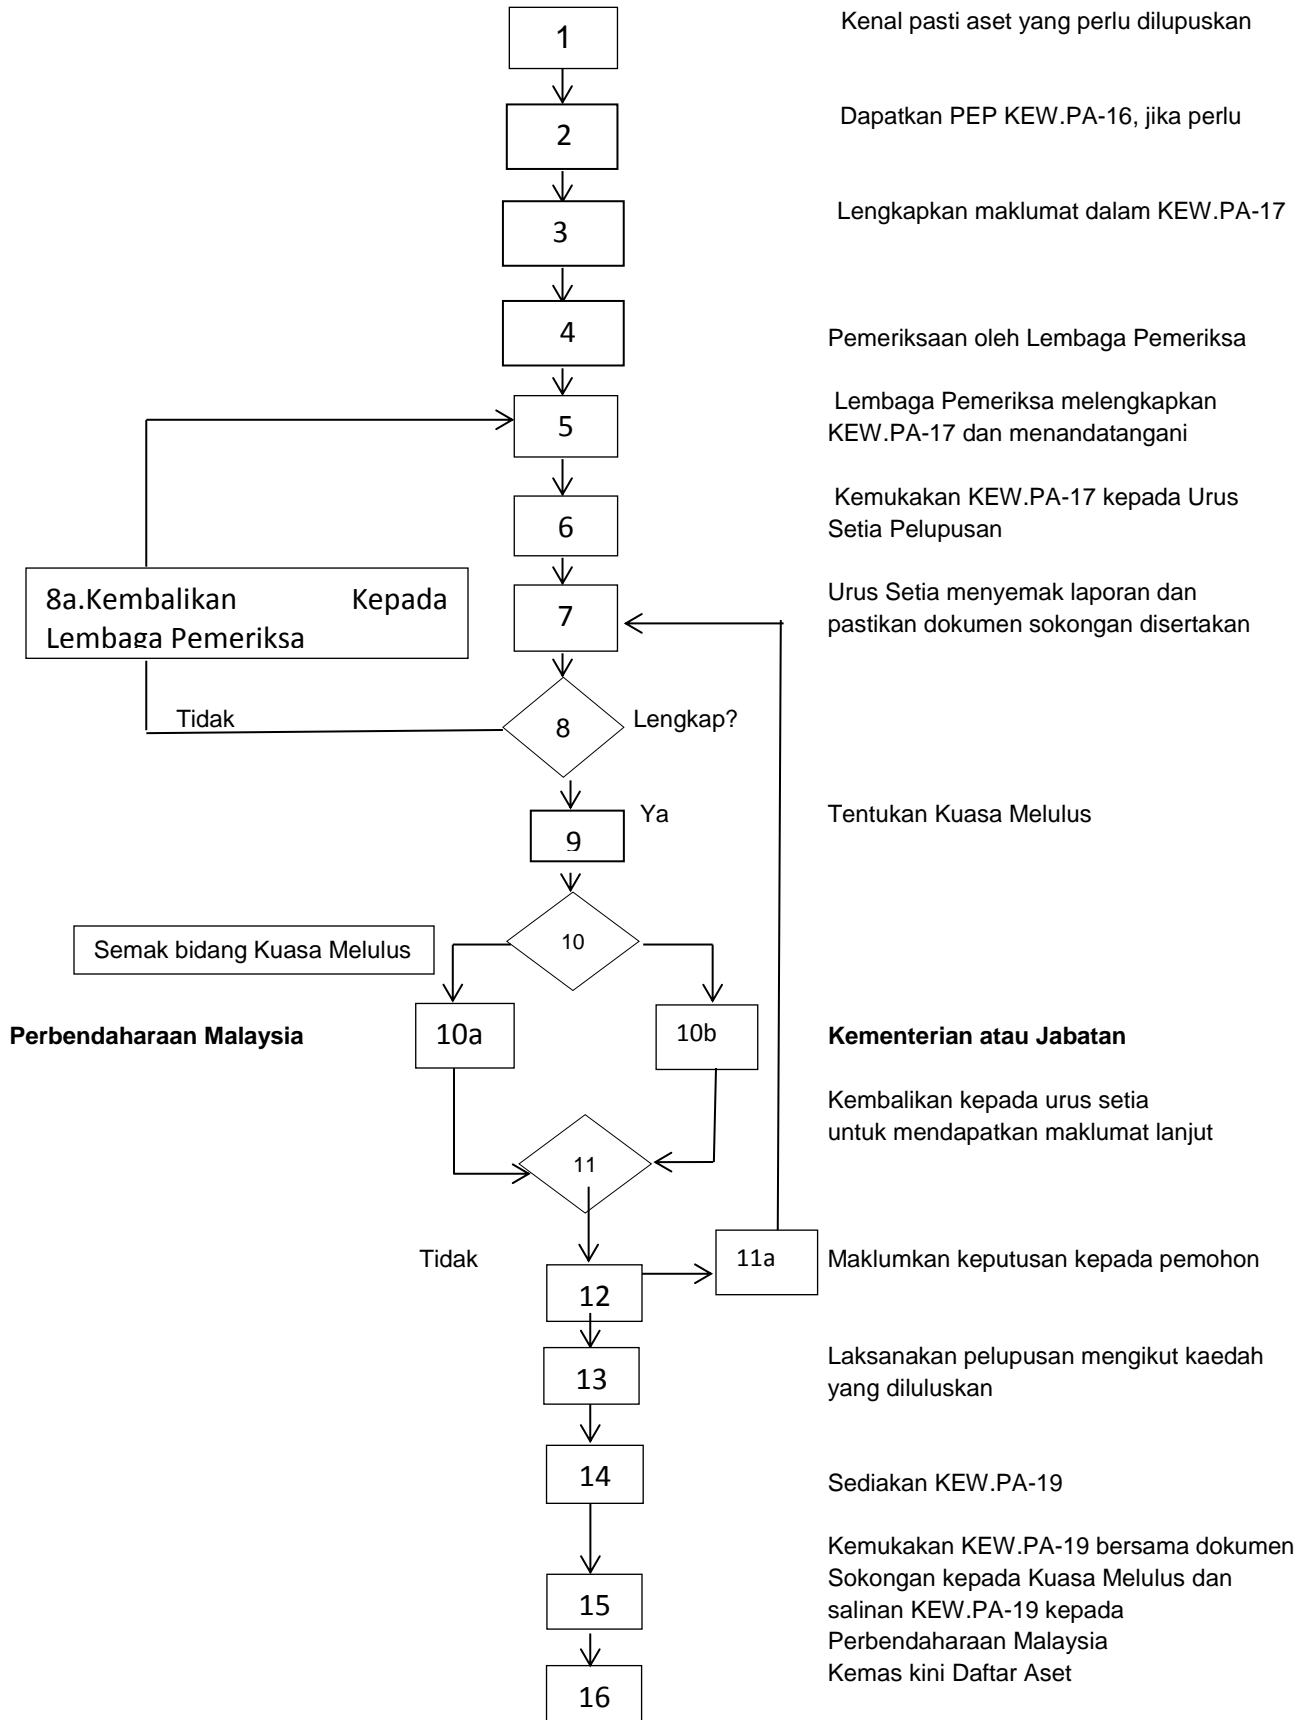 1
Kenal pasti aset yang perlu dilupuskan
2
Dapatkan PEP KEW.PA-16, jika perlu
3
Lengkapkan maklumat dalam KEW.PA-17
4
Pemeriksaan oleh Lembaga Pemeriksa
5
Lembaga Pemeriksa melengkapkan
KEW.PA-17 dan menandatangani
6
Kemukakan KEW.PA-17 kepada Urus
Setia Pelupusan
8a.Kembalikan Kepada
Lembaga Pemeriksa
7
Urus Setia menyemak laporan dan
pastikan dokumen sokongan disertakan
Tidak
8
Lengkap?
Ya
9
Tentukan Kuasa Melulus
10
Semak bidang Kuasa Melulus
Perbendaharaan Malaysia
10a
10b
Kementerian atau Jabatan
Kembalikan kepada urus setia
untuk mendapatkan maklumat lanjut
11
Tidak
11a
Maklumkan keputusan kepada pemohon
12
13
Laksanakan pelupusan mengikut kaedah
yang diluluskan
14
Sediakan KEW.PA-19
15
Kemukakan KEW.PA-19 bersama dokumen
Sokongan kepada Kuasa Melulus dan
salinan KEW.PA-19 kepada
Perbendaharaan Malaysia
Kemas kini Daftar Aset
16